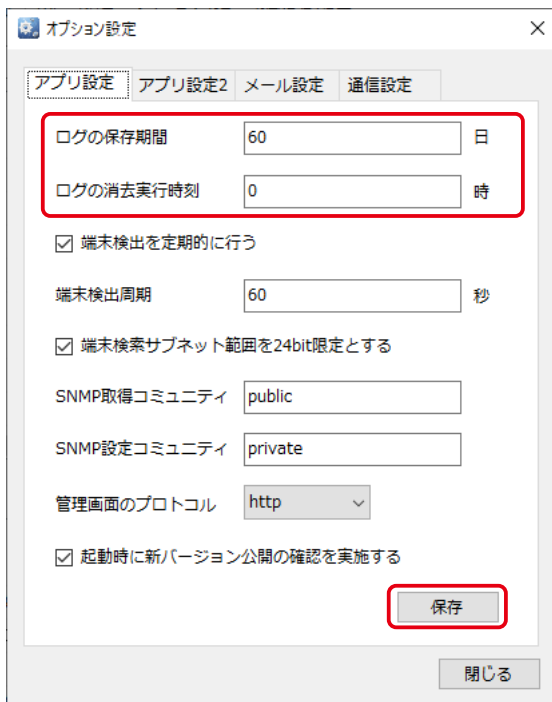 オプション設定
アプリ設定 アプリ設定2 メール設定 通信設定
ログの保存期間 60 日
ログの消去実行時刻 0 時
端末検出を定期的に行う
端末検出周期 60 秒
端末検索サブネット範囲を24bit限定とする
SNMP取得コミュニティ public
SNMP設定コミュニティ private
管理画面のプロトコル http
起動時に新バージョン公開の確認を実施する
保存
閉じる